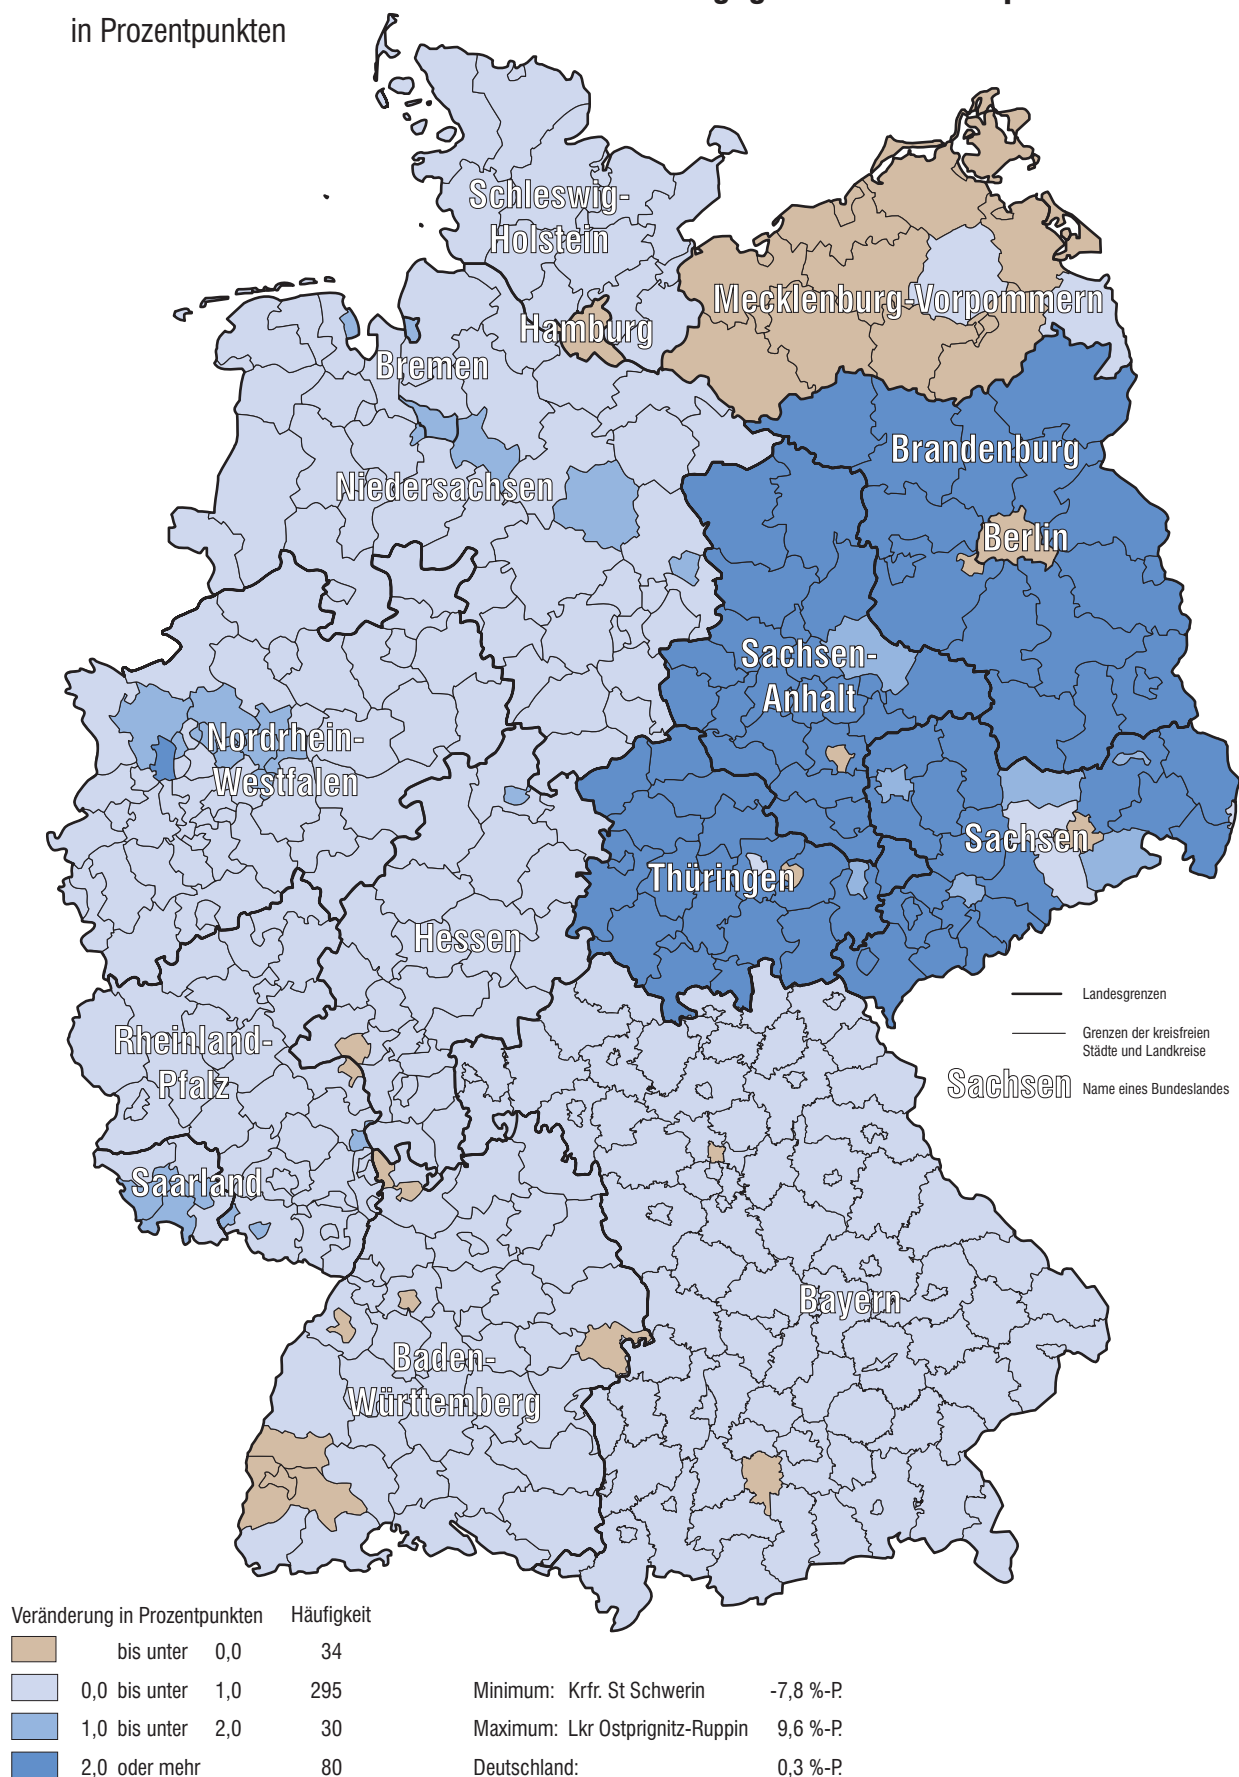 in Prozentpunkten
Schleswig-
Holstein
Mecklenburg-Vorpommern
Hamburg
Bremen
Brandenburg
Niedersachsen
Berlin
Sachsen-
Anhalt
Nordrhein-
Westfalen
Sachsen
Thüringen
Hessen
Landesgrenzen
Rheinland-
Pfalz
Grenzen der kreisfreien
Städte und Landkreise
Sachsen Name eines Bundeslandes
Saarland
Bayern
Baden-
Württemberg
Veränderung in Prozentpunkten Häufigkeit
bis unter 0,0 34
0,0 bis unter 1,0 295
Minimum: Krfr. St Schwerin -7,8 %-P.
1,0 bis unter 2,0 30
Maximum: Lkr Ostprignitz-Ruppin 9,6 %-P.
2,0 oder mehr 80
Deutschland: 0,3 %-P.